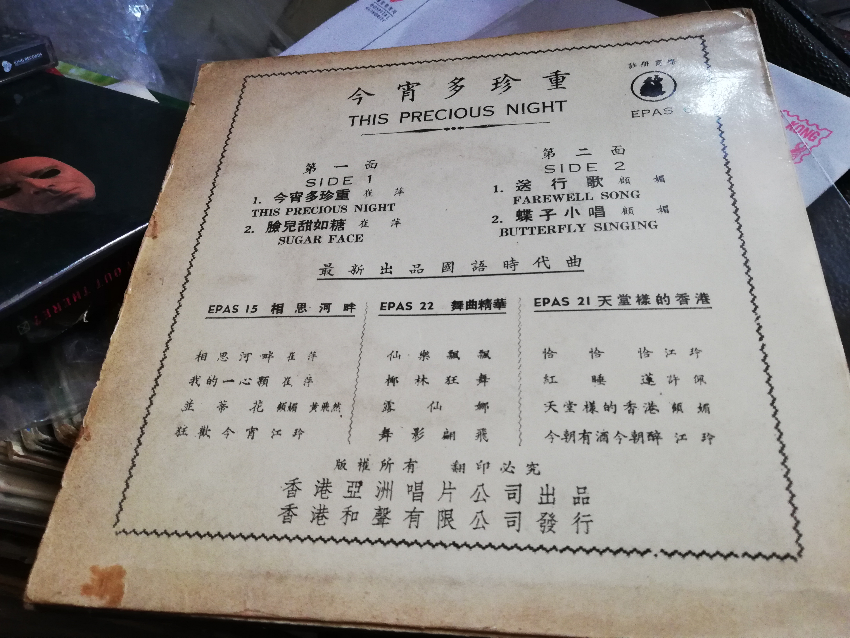 今宵多珍重
THIS PRECIOUS NIGHT
EPAS
第一面
SIDE 1
1. 今宵多珍重 崔萍
THIS PRECIOUS NIGHT
2. 臉兒甜如糖 崔萍
SUGAR FACE
第二面
SIDE 2
1. 送行歌 顧媚
FAREWELL SONG
2. 蝶子小唱 顧媚
BUTTERFLY SINGING
最新出品國語時代曲
EPAS 15 相思河畔
相思河畔 崔萍
我的一心願 崔萍
並蒂花 顧媚 黃飛然
狂歡今宵 江玲
EPAS 22 舞曲精華
仙樂飄飄
椰林狂舞
露仙娜
舞影翩飛
EPAS 21 天堂樣的香港
恰恰恰 江玲
紅睡蓮 許佩
天堂樣的香港 顧媚
今朝有酒今朝醉 江玲
版權所有 翻印必究
香港亞洲唱片公司出品
香港和聲有限公司發行
OUT THERE?
KONG